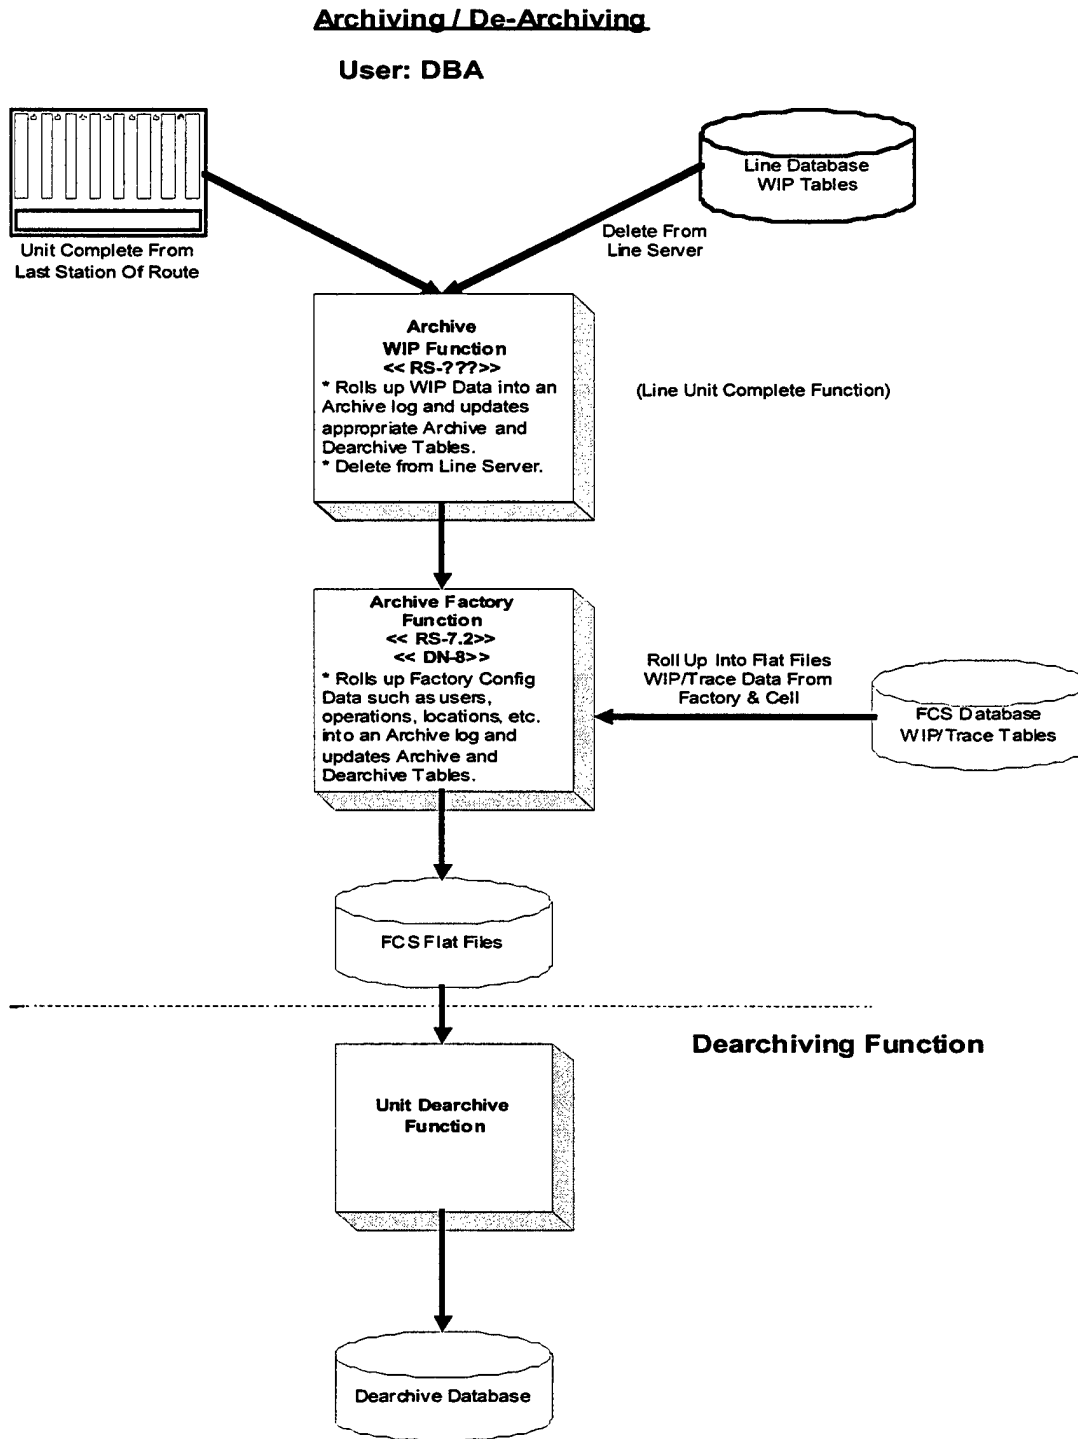 Archiving / De-Archiving
User: DBA
Unit Complete From
Last Station Of Route
Line Database
WIP Tables
Delete From
Line Server
Archive
WIP Function
<< RS-???>>
* Rolls up WIP Data into an
Archive log and updates
appropriate Archive and
Dearchive Tables.
* Delete from Line Server.
(Line Unit Complete Function)
Archive Factory
Function
<< RS-7.2>>
<< DN-8>>
* Rolls up Factory Config
Data such as users,
operations, locations, etc.
into an Archive log and
updates Archive and
Dearchive Tables.
Roll Up Into Flat Files
WIP/Trace Data From
Factory & Cell
FCS Database
WIP/Trace Tables
FCS Flat Files
Dearchiving Function
Unit Dearchive
Function
Dearchive Database